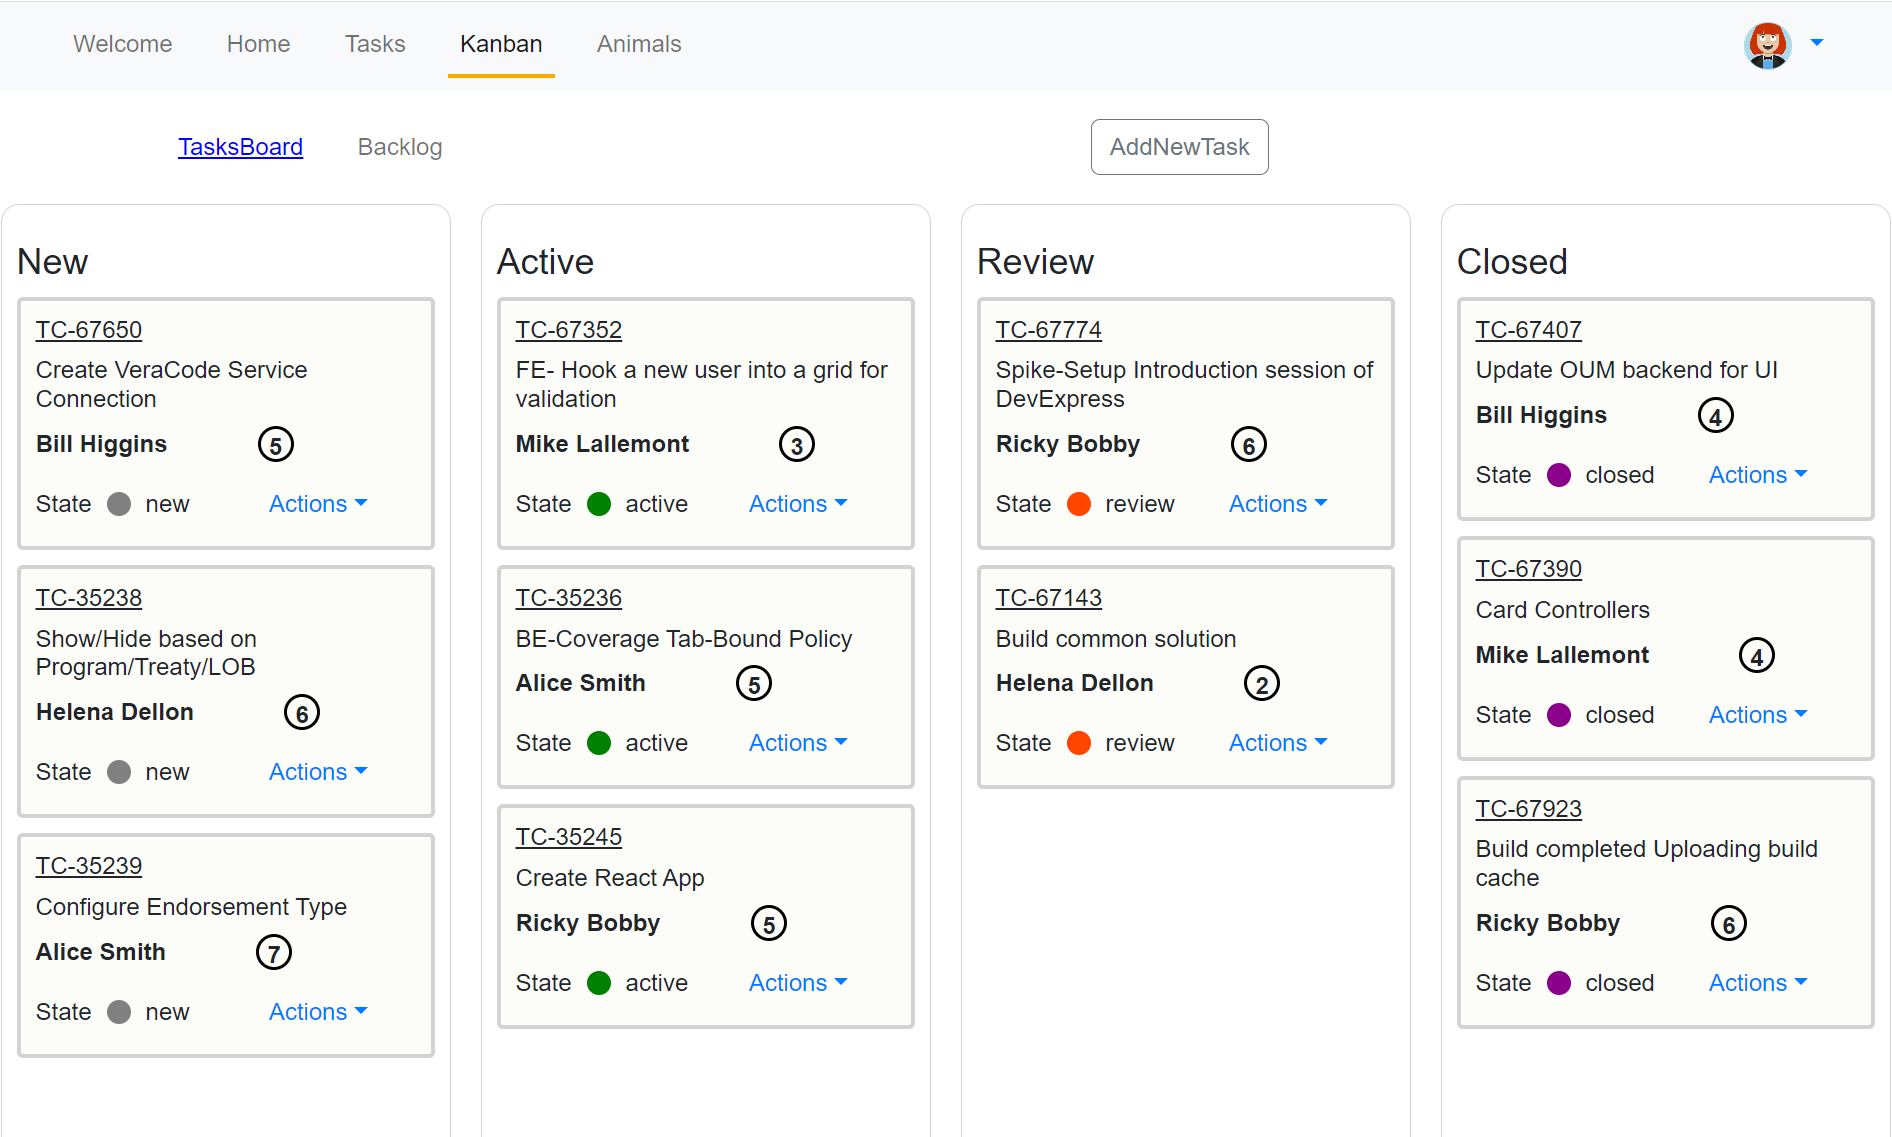 Welcome Home Tasks Kanban Animals
TasksBoard Backlog AddNewTask
New
TC-67650
Create VeraCode Service
Connection
Bill Higgins 5
State new Actions
TC-35238
Show/Hide based on
Program/Treaty/LOB
Helena Dellon 6
State new Actions
TC-35239
Configure Endorsement Type
Alice Smith 7
State new Actions
Active
TC-67352
FE- Hook a new user into a grid for
validation
Mike Lallemont 3
State active Actions
TC-35236
BE-Coverage Tab-Bound Policy
Alice Smith 5
State active Actions
TC-35245
Create React App
Ricky Bobby 5
State active Actions
Review
TC-67774
Spike-Setup Introduction session of
DevExpress
Ricky Bobby 6
State review Actions
TC-67143
Build common solution
Helena Dellon 2
State review Actions
Closed
TC-67407
Update OUM backend for UI
Bill Higgins 4
State closed Actions
TC-67390
Card Controllers
Mike Lallemont 4
State closed Actions
TC-67923
Build completed Uploading build
cache
Ricky Bobby 6
State closed Actions